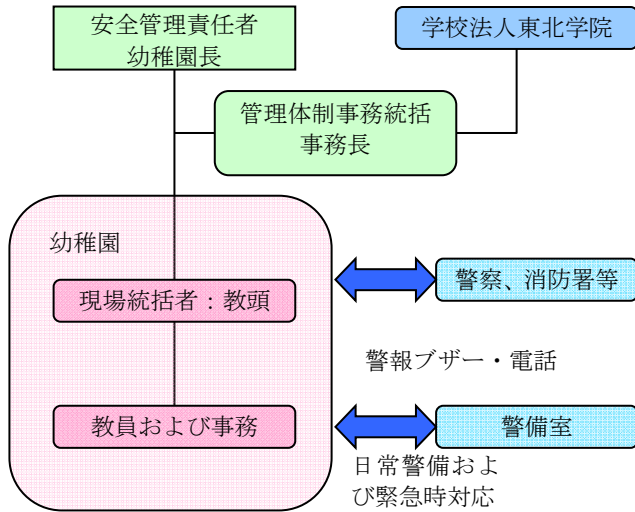 安全管理責任者
幼稚園長
学校法人東北学院
管理体制事務統括
事務長
幼稚園
現場統括者：教頭
警察、消防署等
警報ブザー・電話
教員および事務
警備室
日常警備およ
び緊急時対応